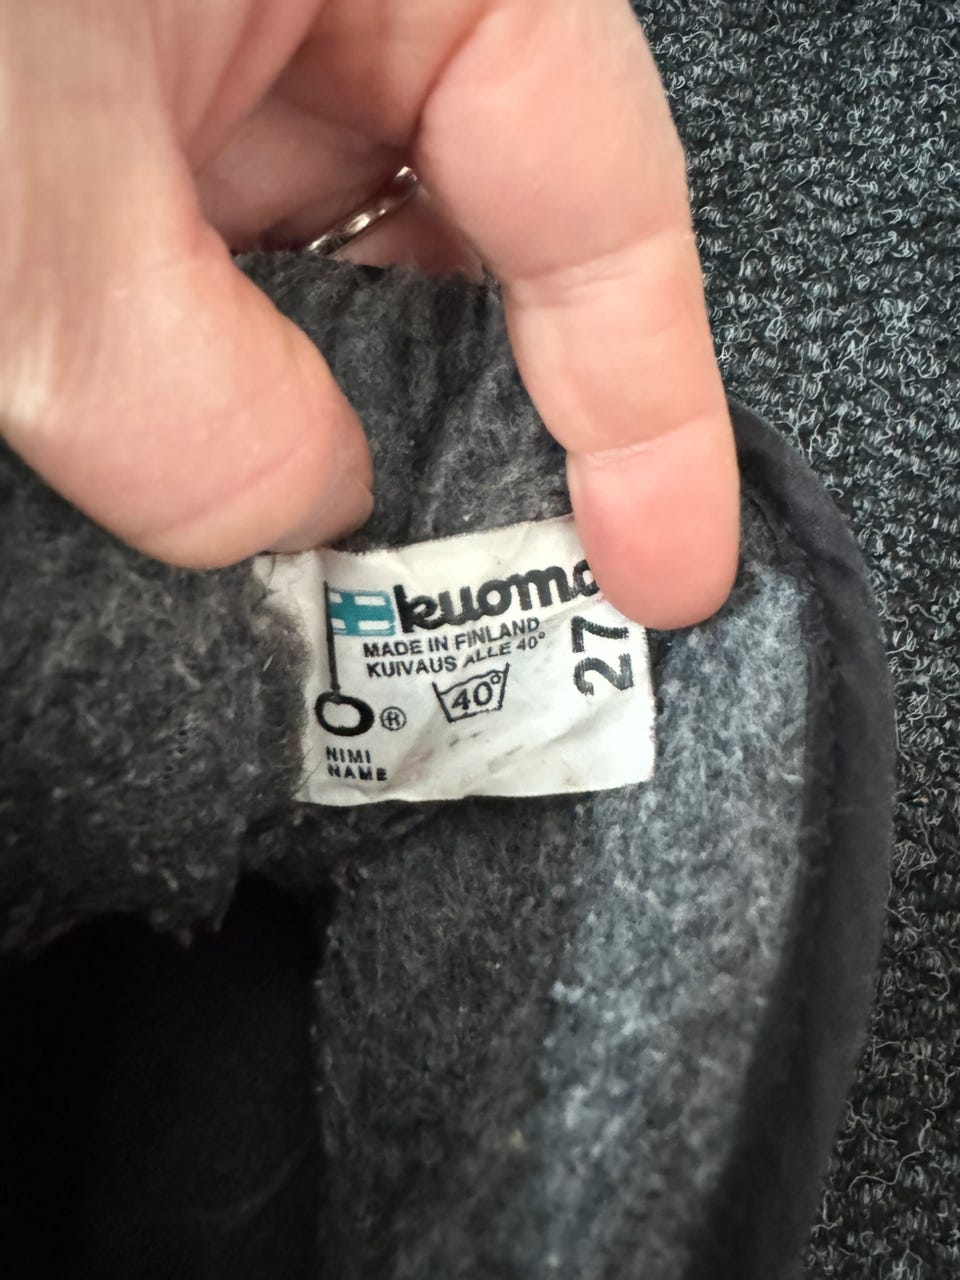 kuoma
MADE IN FINLAND
KUIVAUS ALLE 40°
40°
27
®
NIMI
NAME